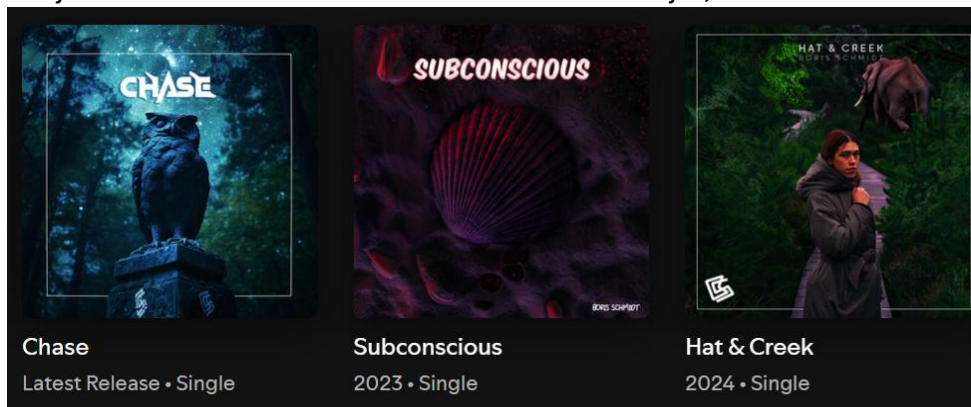 CHASE
SUBCONSCIOUS
BORIS SCHMIDT
HAT & CREEK
BORIS SCHMIDT
Chase
Latest Release • Single
Subconscious
2023 • Single
Hat & Creek
2024 • Single